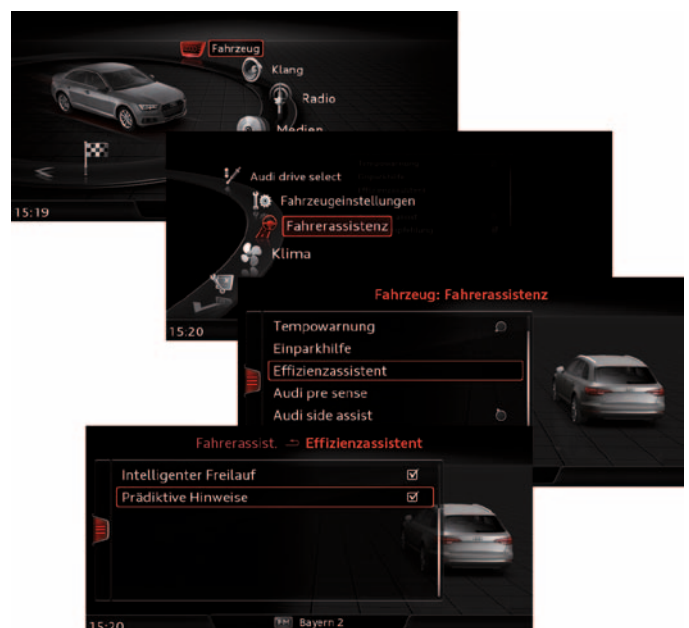 Fahrzeug
Klang
Radio
Medien
15:19
Audi drive select
Fahrzeugeinstellungen
Fahrerassistenz
Klima
15:20
Fahrzeug: Fahrerassistenz
Tempowarnung
Einparkhilfe
Effizienzassistent
Audi pre sense
Audi side assist
Fahrerassist. Effizienzassistent
Intelligenter Freilauf
Prädiktive Hinweise
15:20
FM Bayern 2